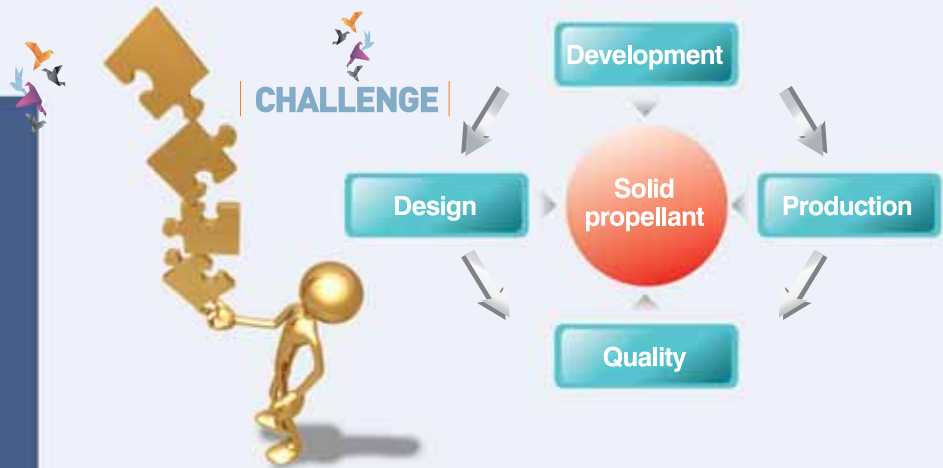 Development
CHALLENGE
Design
Solid
propellant
Production
Quality